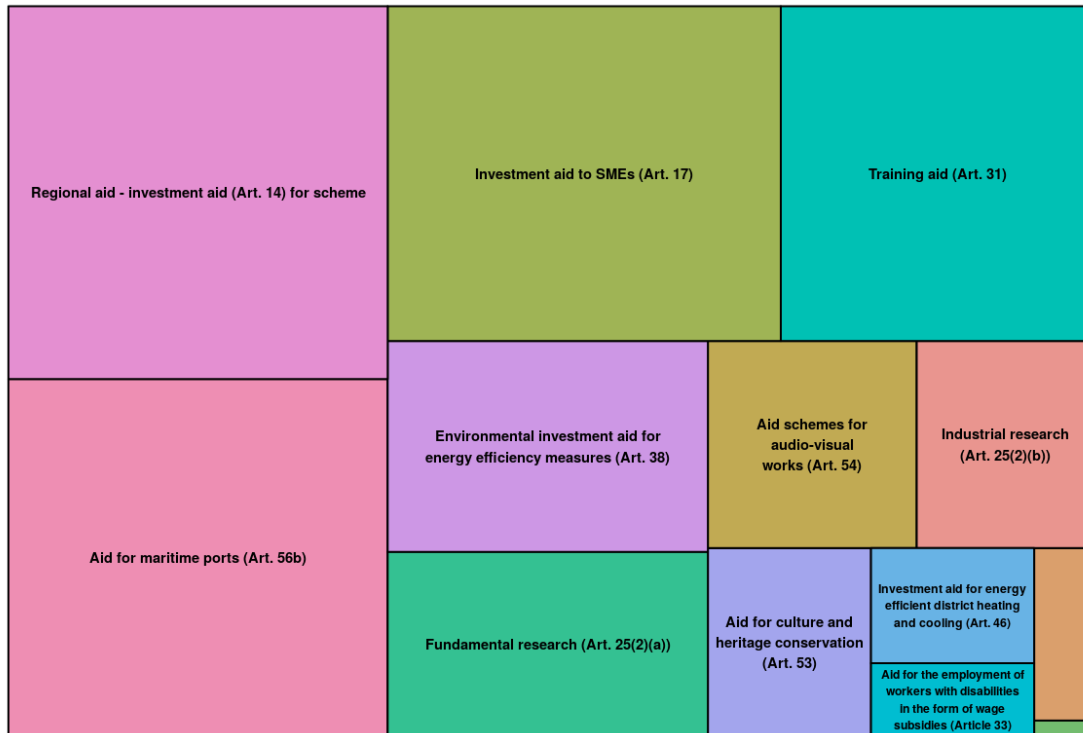 Regional aid - investment aid (Art. 14) for scheme
Investment aid to SMEs (Art. 17)
Training aid (Art. 31)
Aid for maritime ports (Art. 56b)
Environmental investment aid for
energy efficiency measures (Art. 38)
Aid schemes for
audio-visual
works (Art. 54)
Industrial research
(Art. 25(2)(b))
Fundamental research (Art. 25(2)(a))
Aid for culture and
heritage conservation
(Art. 53)
Investment aid for energy
efficient district heating
and cooling (Art. 46)
Aid for the employment of
workers with disabilities
in the form of wage
subsidies (Article 33)